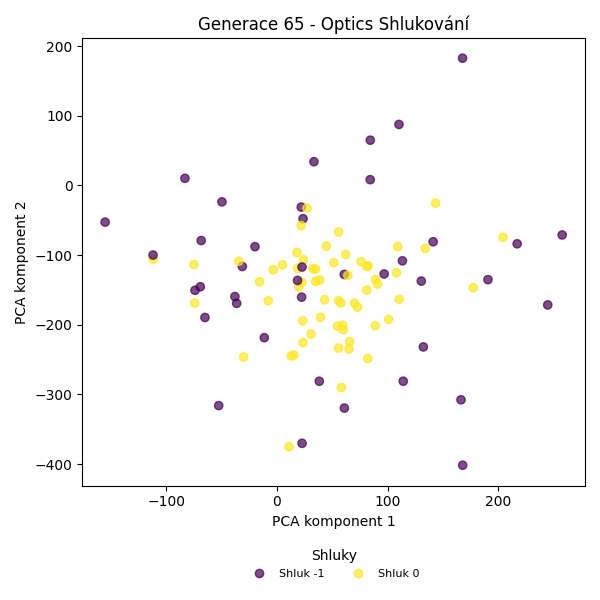 Generace 65 - Optics Shlukování
PCA komponent 2
200
100
0
−100
−200
−300
−400
−100
0
100
200
PCA komponent 1
Shluky
Shluk -1
Shluk 0